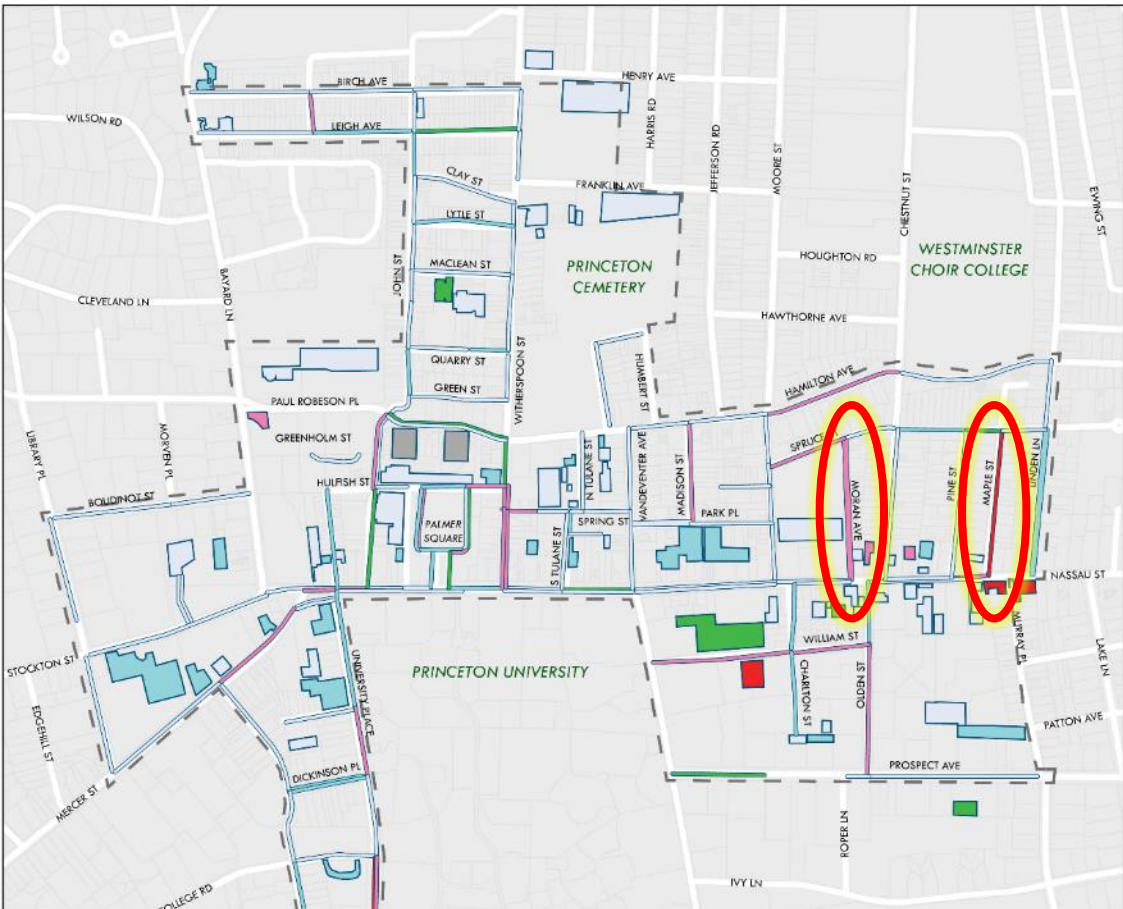 BIRCH AVE
HENRY AVE
WILSON RD
LEIGH AVE
HARRIS RD
JEFFERSON RD
MOORE ST
CHESTNUT ST
EWING ST
CLAY ST
FRANKLIN AVE
LYTLE ST
MACLEAN ST
JOHN ST
BAYARD LN
PRINCETON
CEMETERY
HOUGHTON RD
WESTMINSTER
CHOIR COLLEGE
CLEVELAND LN
HAWTHORNE AVE
QUARRY ST
GREEN ST
WITHERSPOON ST
HUMBERT ST
HAMILTON AVE
PAUL ROBESON PL
GREENHOLM ST
LIBRARY PL
MORVEN PL
HULFISH ST
BOUDINOT ST
PALMER
SQUARE
N TULANE ST
S TULANE ST
SPRING ST
VANDEVENTER AVE
MADISON ST
PARK PL
SPRUCE ST
MORAN AVE
PINE ST
MAPLE ST
LINDEN LN
NASSAU ST
STOCKTON ST
EDGEHILL ST
MERCER ST
UNIVERSITY PLACE
PRINCETON UNIVERSITY
WILLIAM ST
CHARLTON ST
OLDEN ST
MURRAY PL
LAKE LN
PATTON AVE
DICKINSON PL
PROSPECT AVE
ROPER LN
COLLEGE RD
IVY LN